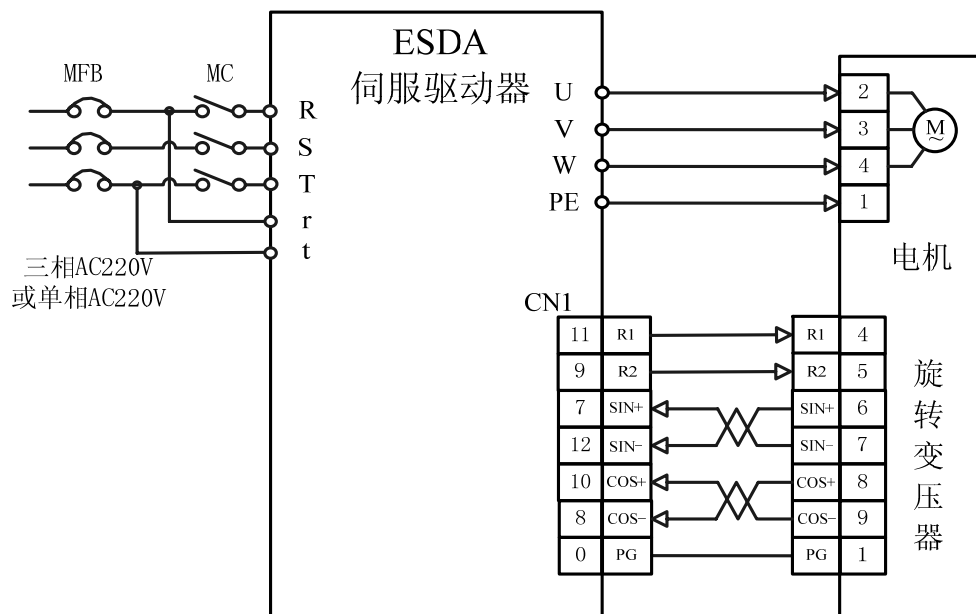 ESDA
伺服驱动器
MFB
MC
R
S
T
r
t
三相AC220V
或单相AC220V
U
V
W
PE
2
3
4
1
M
~
电机
CN1
11 R1
9 R2
7 SIN+
12 SIN-
10 COS+
8 COS-
0 PG
R1 4
R2 5
SIN+ 6
SIN- 7
COS+ 8
COS- 9
PG 1
旋转变压器